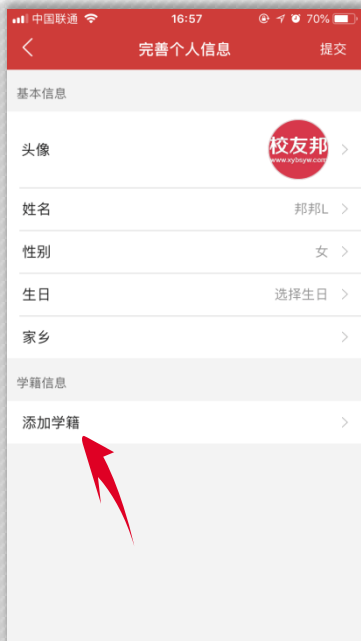 中国联通 16:57 70%
完善个人信息 提交
基本信息
头像
校友邦
www.xybsyw.com
姓名 邦邦L
性别 女
生日 选择生日
家乡
学籍信息
添加学籍